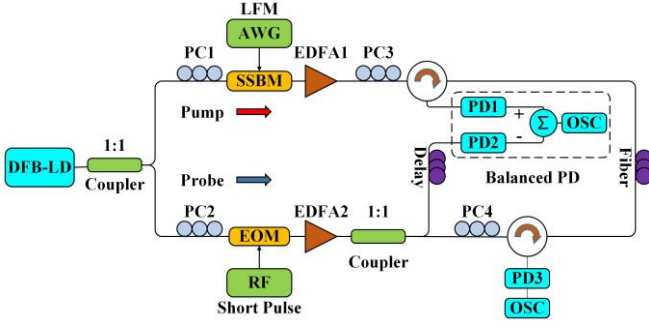 LFM
AWG
PC1
EDFA1
PC3
SSBM
PD1
+
Σ
OSC
Pump
1:1
-
PD2
DFB-LD
Delay
Balanced PD
Fiber
Coupler
Probe
PC2
EDFA2
1:1
PC4
EOM
Coupler
RF
PD3
Short Pulse
OSC